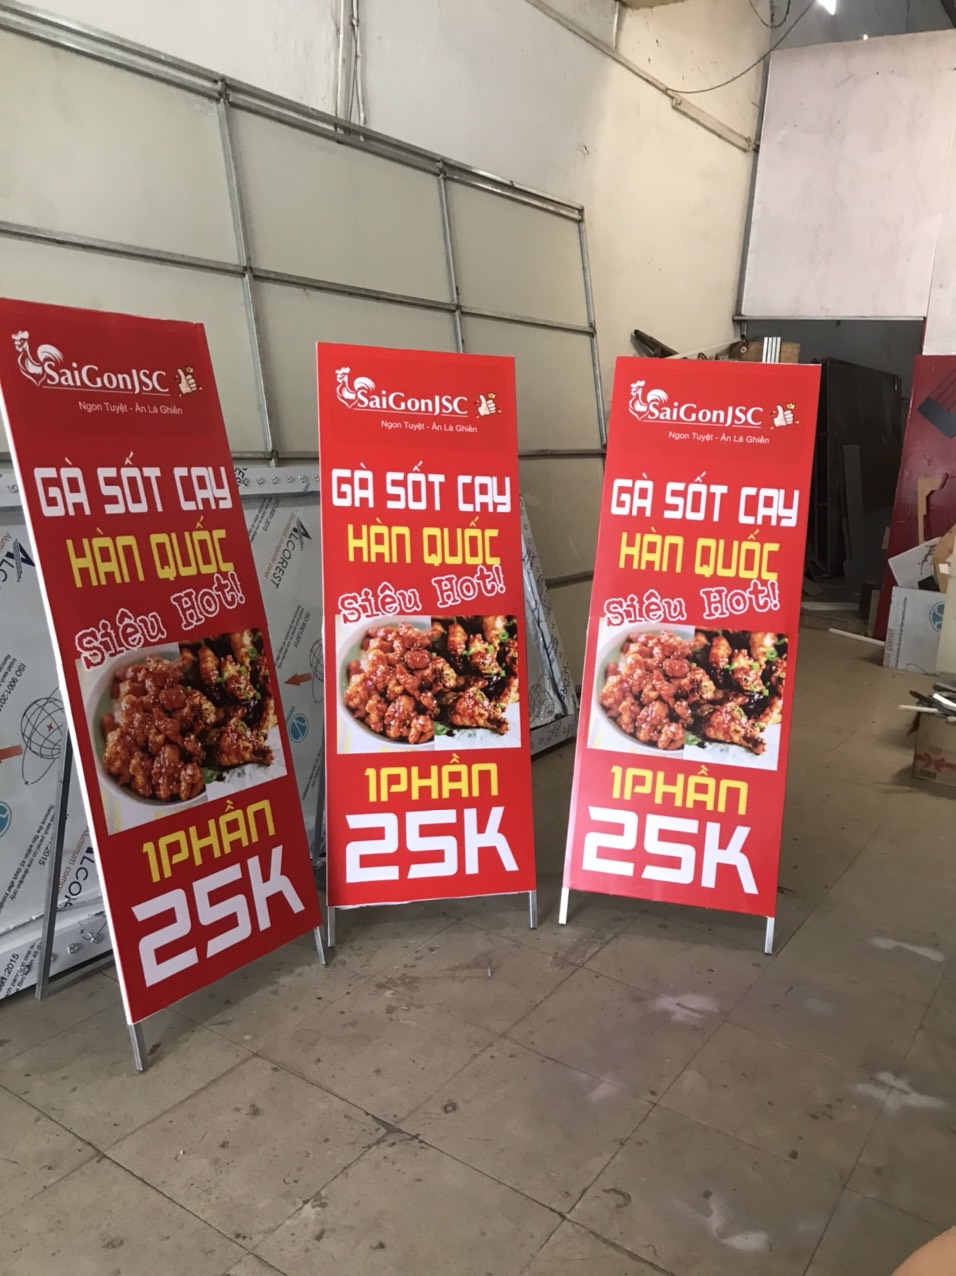 SaiGonJSC
Ngon Tuyệt - Ăn Là Ghiền
GÀ SỐT CAY
HÀN QUỐC
Siêu Hot!
1PHẦN
25K
SaiGonJSC
Ngon Tuyệt - Ăn Là Ghiền
GÀ SỐT CAY
HÀN QUỐC
Siêu Hot!
1PHẦN
25K
SaiGonJSC
Ngon Tuyệt - Ăn Là Ghiền
GÀ SỐT CAY
HÀN QUỐC
Siêu Hot!
1PHẦN
25K
ALCOREST